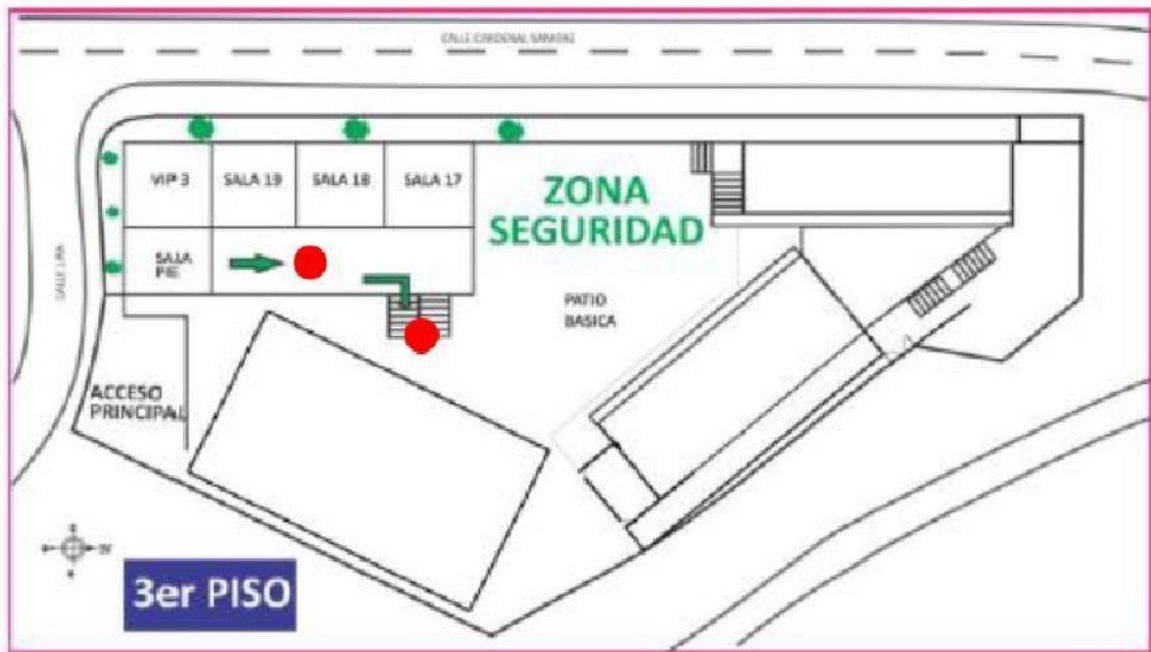 VIP 3
SALA 19
SALA 18
SALA 17
ZONA
SEGURIDAD
SALA
PIE
PATIO
BASICA
ACCESO
PRINCIPAL
3er PISO